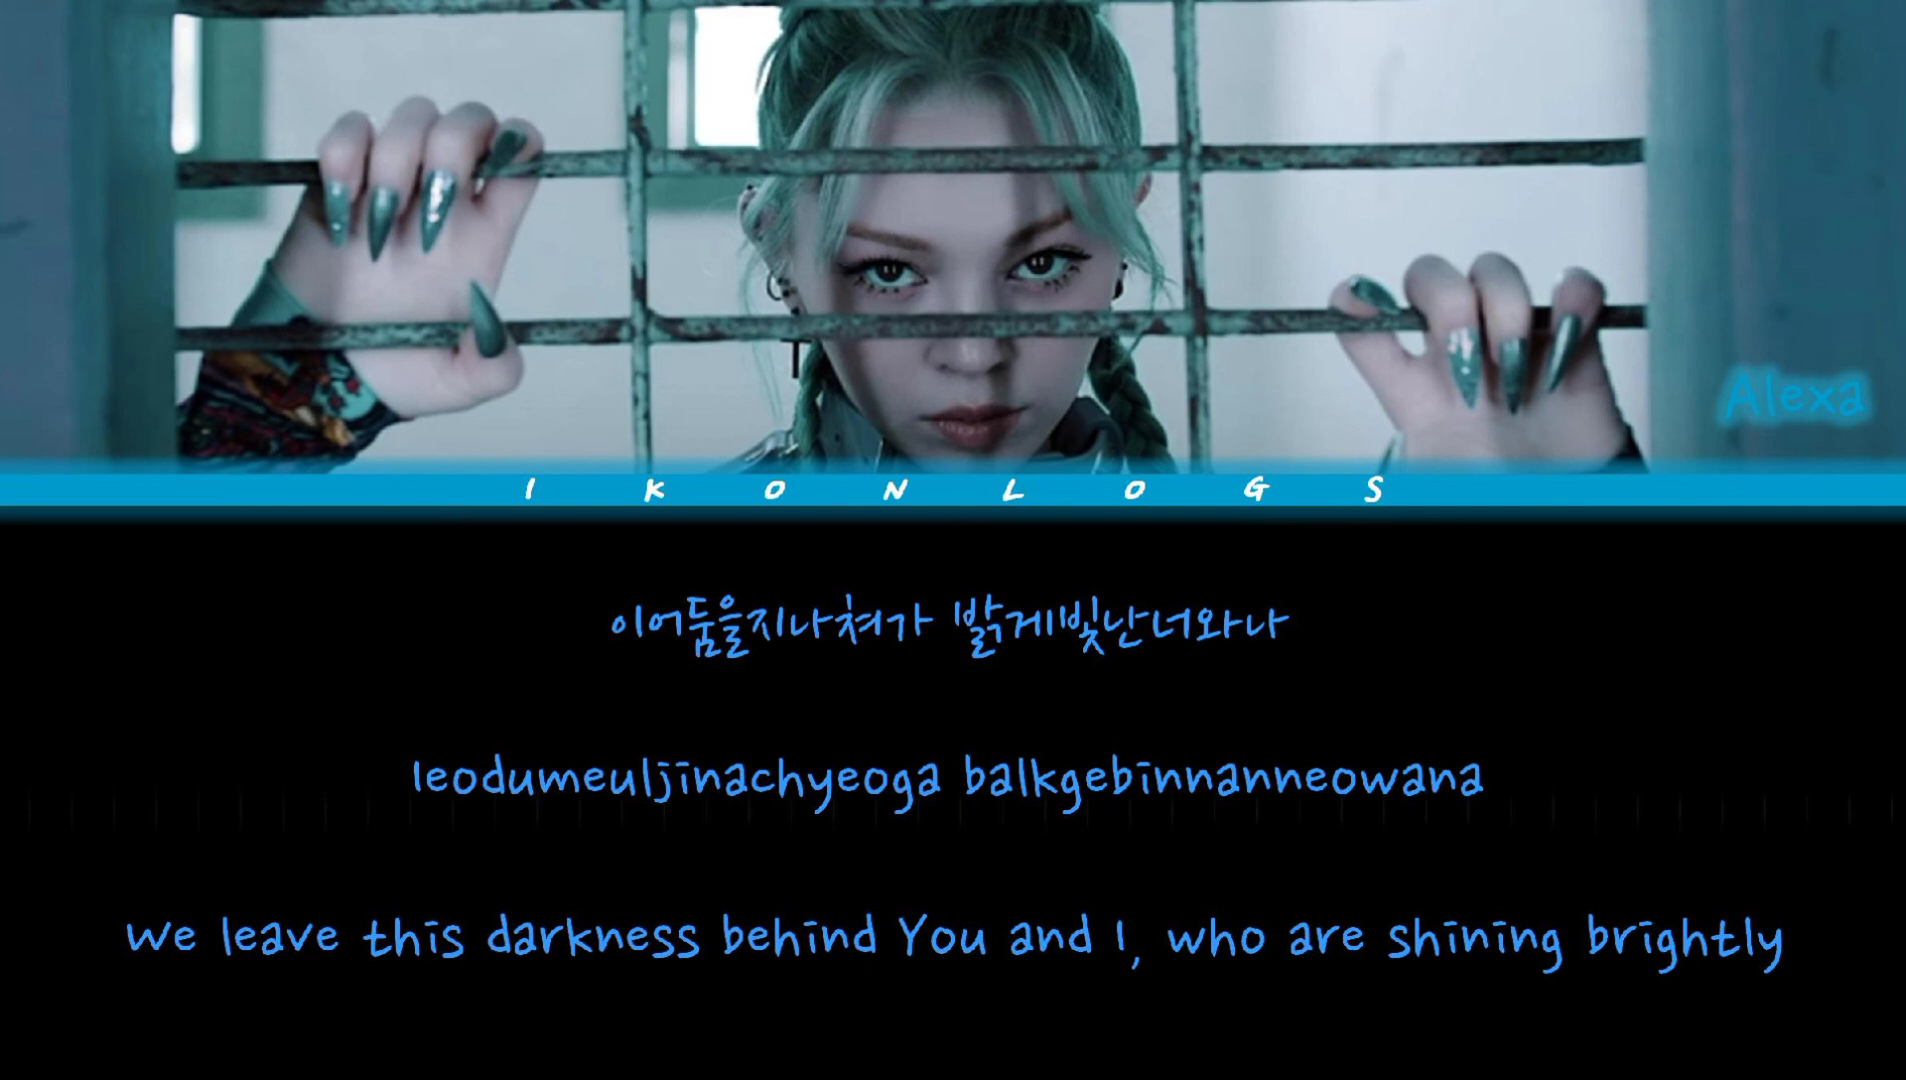 Alexa
I K O N L O G S
이어둠을지나쳐가 밝게빛난너와나
Ieodumeuljinachyeoga balkgebinnanneowana
We leave this darkness behind You and I, who are shining brightly